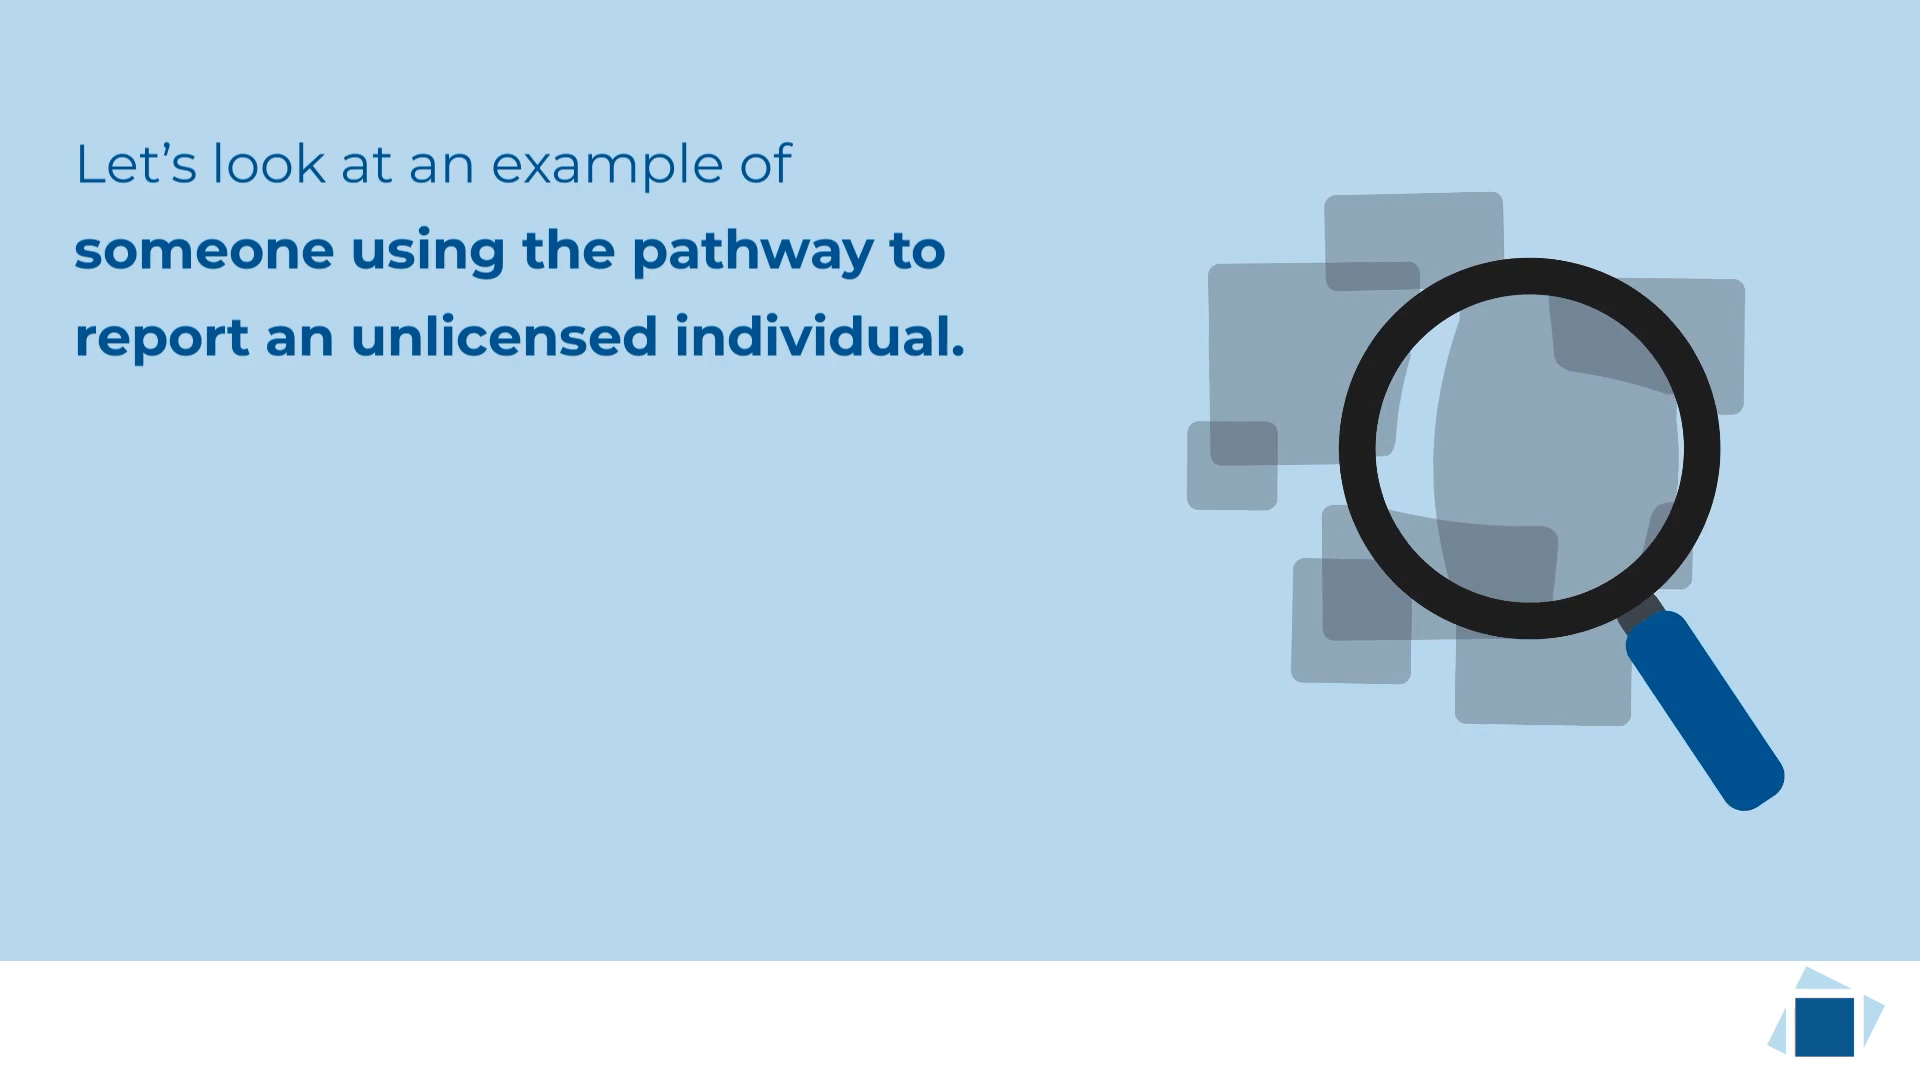 Let’s look at an example of
someone using the pathway to
report an unlicensed individual.